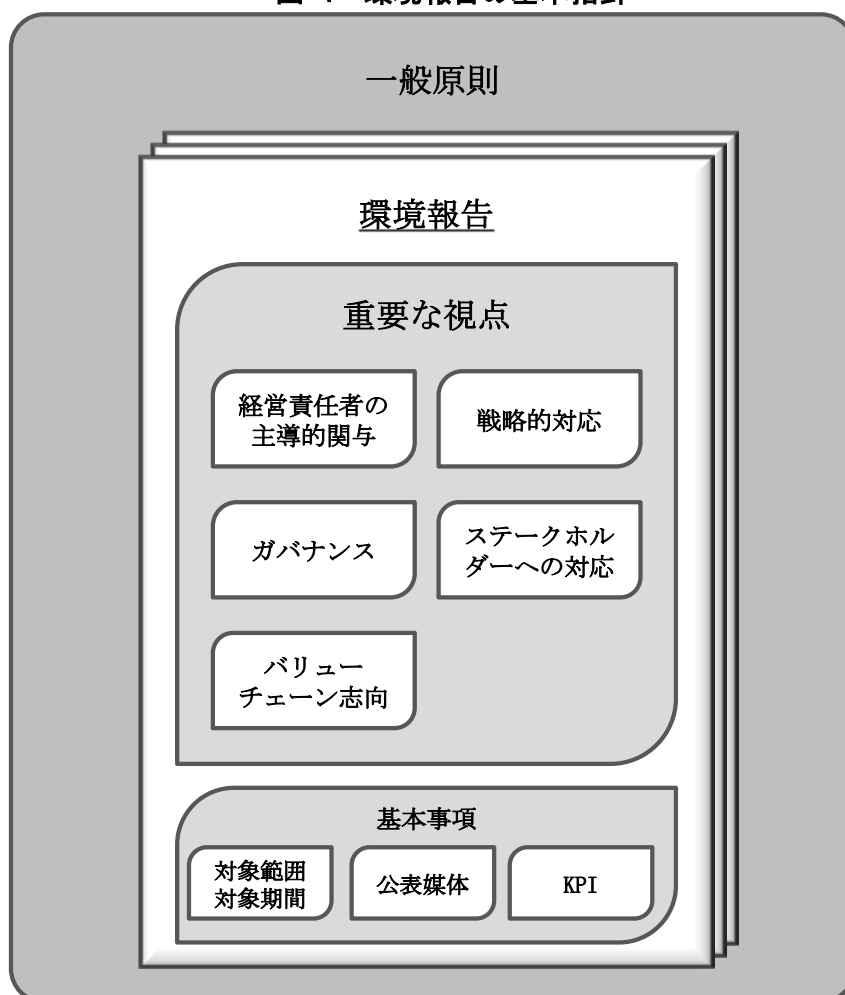 一般原則
環境報告
重要な視点
経営責任者の
主導的関与
戦略的対応
ガバナンス
ステークホル
ダーへの対応
バリュー
チェーン志向
基本事項
対象範囲
対象期間
公表媒体
KPI